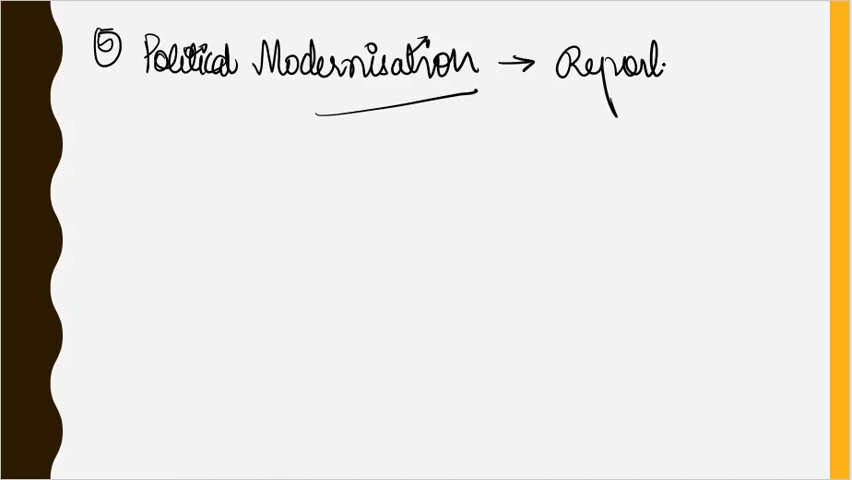 ⑤ Political Modernisation → Report.